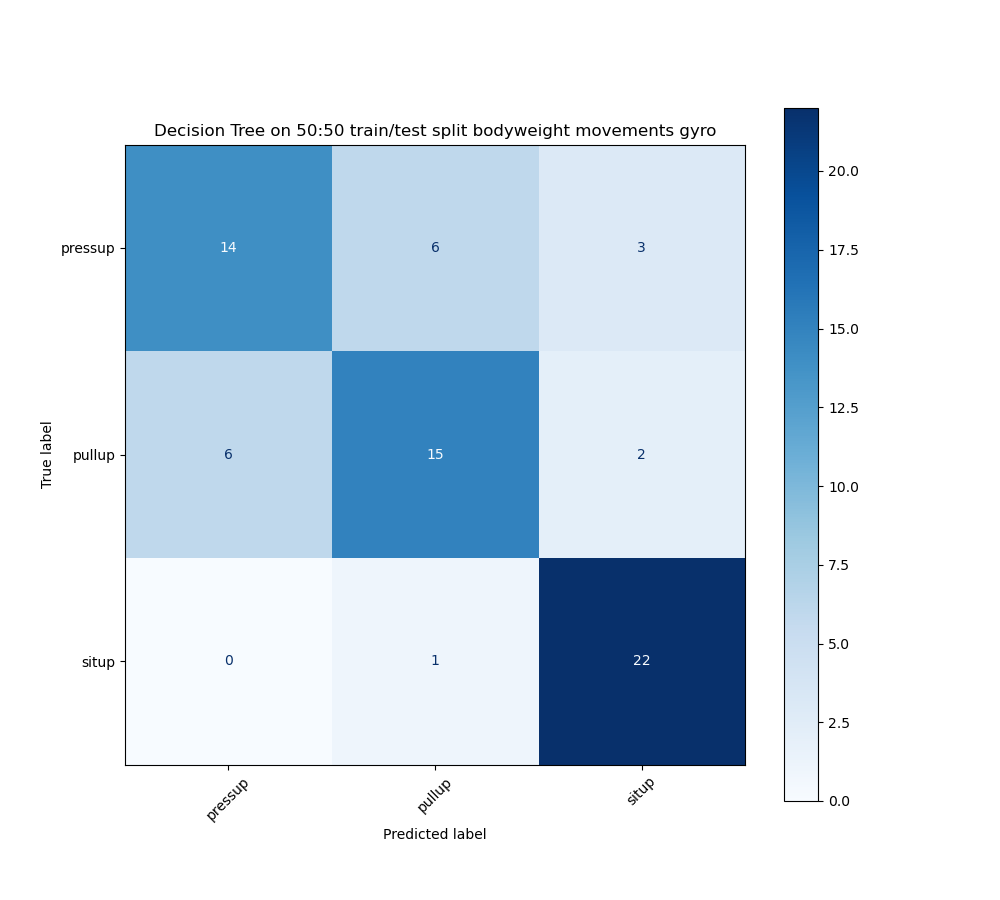 Decision Tree on 50:50 train/test split bodyweight movements gyro
True label
pressup
14
6
3
pullup
6
15
2
situp
0
1
22
pressup
pullup
situp
Predicted label
20.0
17.5
15.0
12.5
10.0
7.5
5.0
2.5
0.0